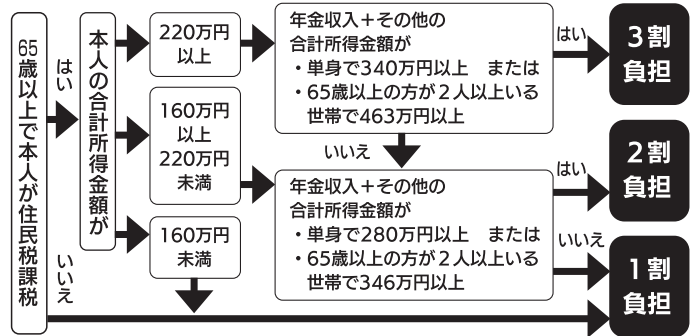 65歳以上で本人が住民税課税
はい
いいえ
本人の合計所得金額が
220万円
以上
160万円
以上
220万円
未満
160万円
未満
年金収入+その他の
合計所得金額が
・単身で340万円以上　または
・65歳以上の方が2人以上いる
世帯で463万円以上
はい
いいえ
年金収入+その他の
合計所得金額が
・単身で280万円以上　または
・65歳以上の方が2人以上いる
世帯で346万円以上
はい
いいえ
3割
負担
2割
負担
1割
負担